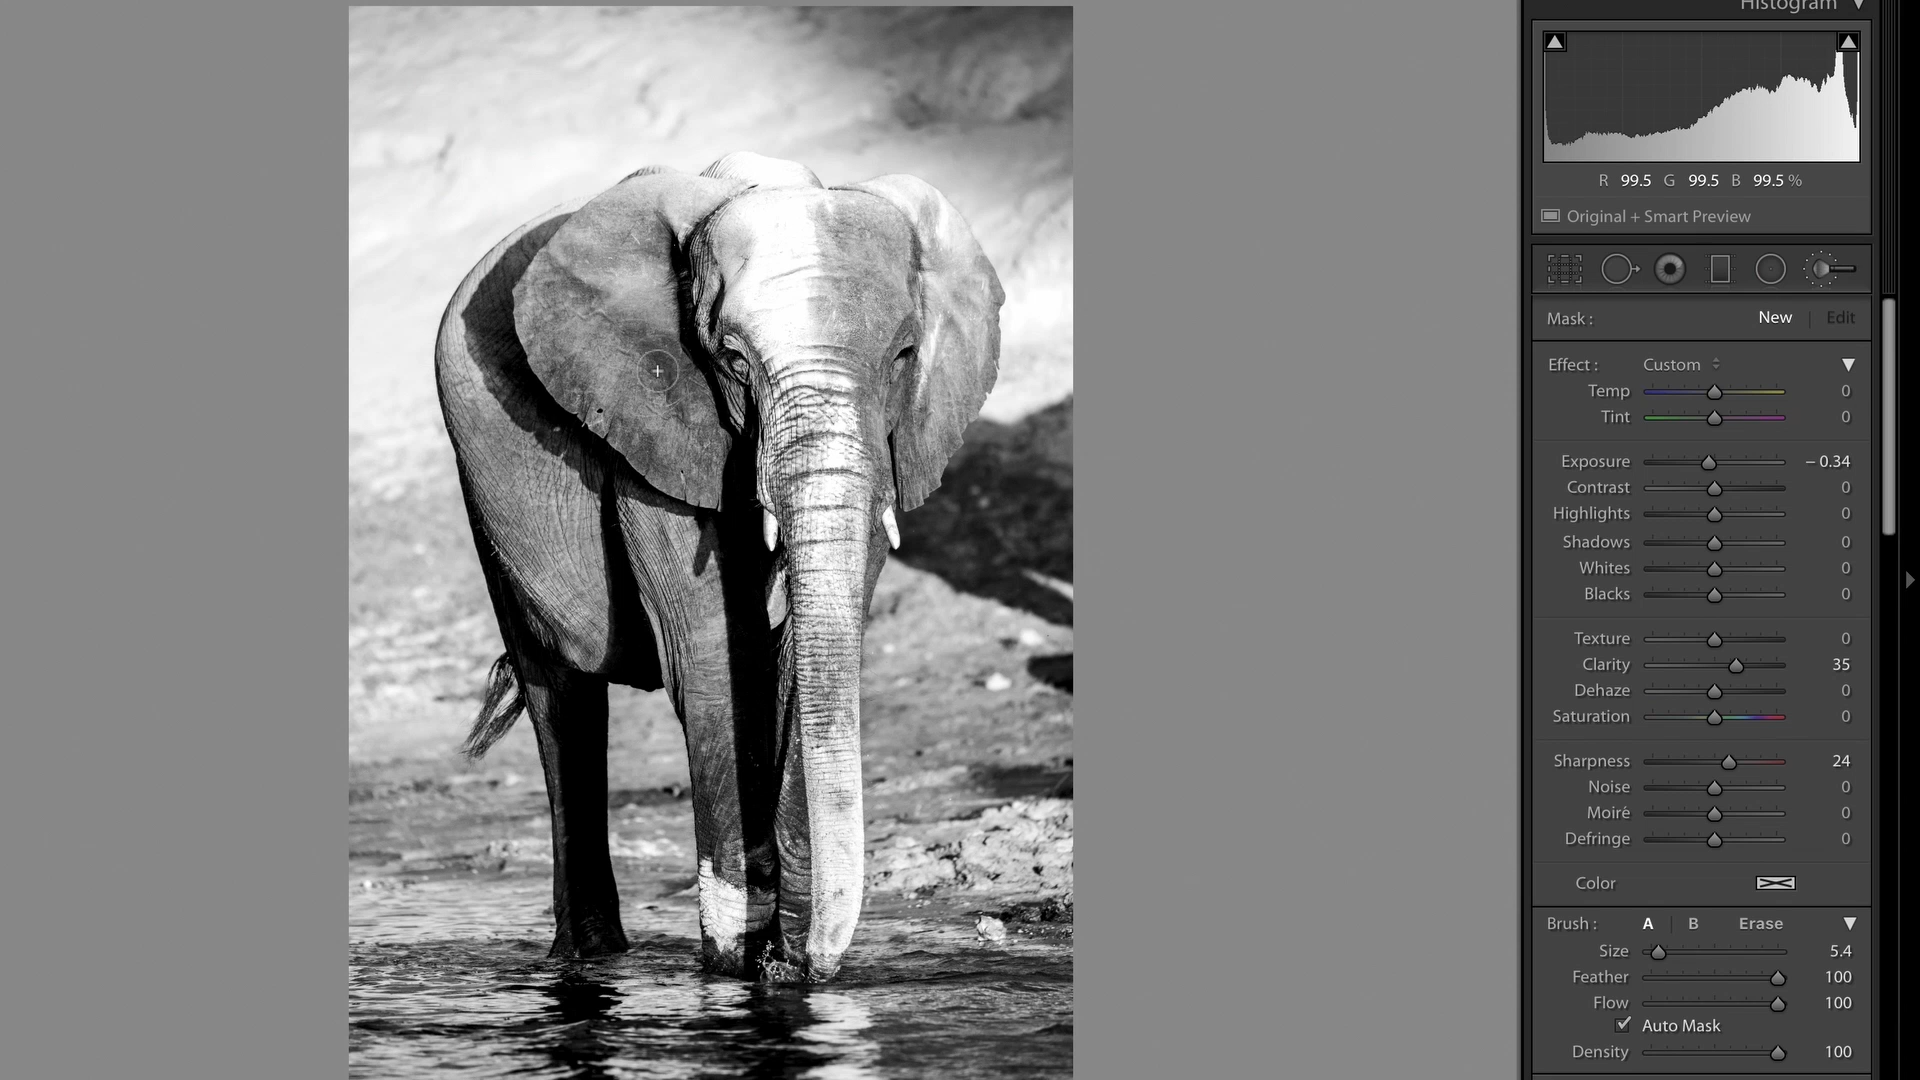 Histogram
R 99.5 G 99.5 B 99.5 %
Original + Smart Preview
Mask : New | Edit
Effect : Custom
Temp 0
Tint 0
Exposure – 0.34
Contrast 0
Highlights 0
Shadows 0
Whites 0
Blacks 0
Texture 0
Clarity 35
Dehaze 0
Saturation 0
Sharpness 24
Noise 0
Moiré 0
Defringe 0
Color
Brush : A | B Erase
Size 5.4
Feather 100
Flow 100
Auto Mask
Density 100